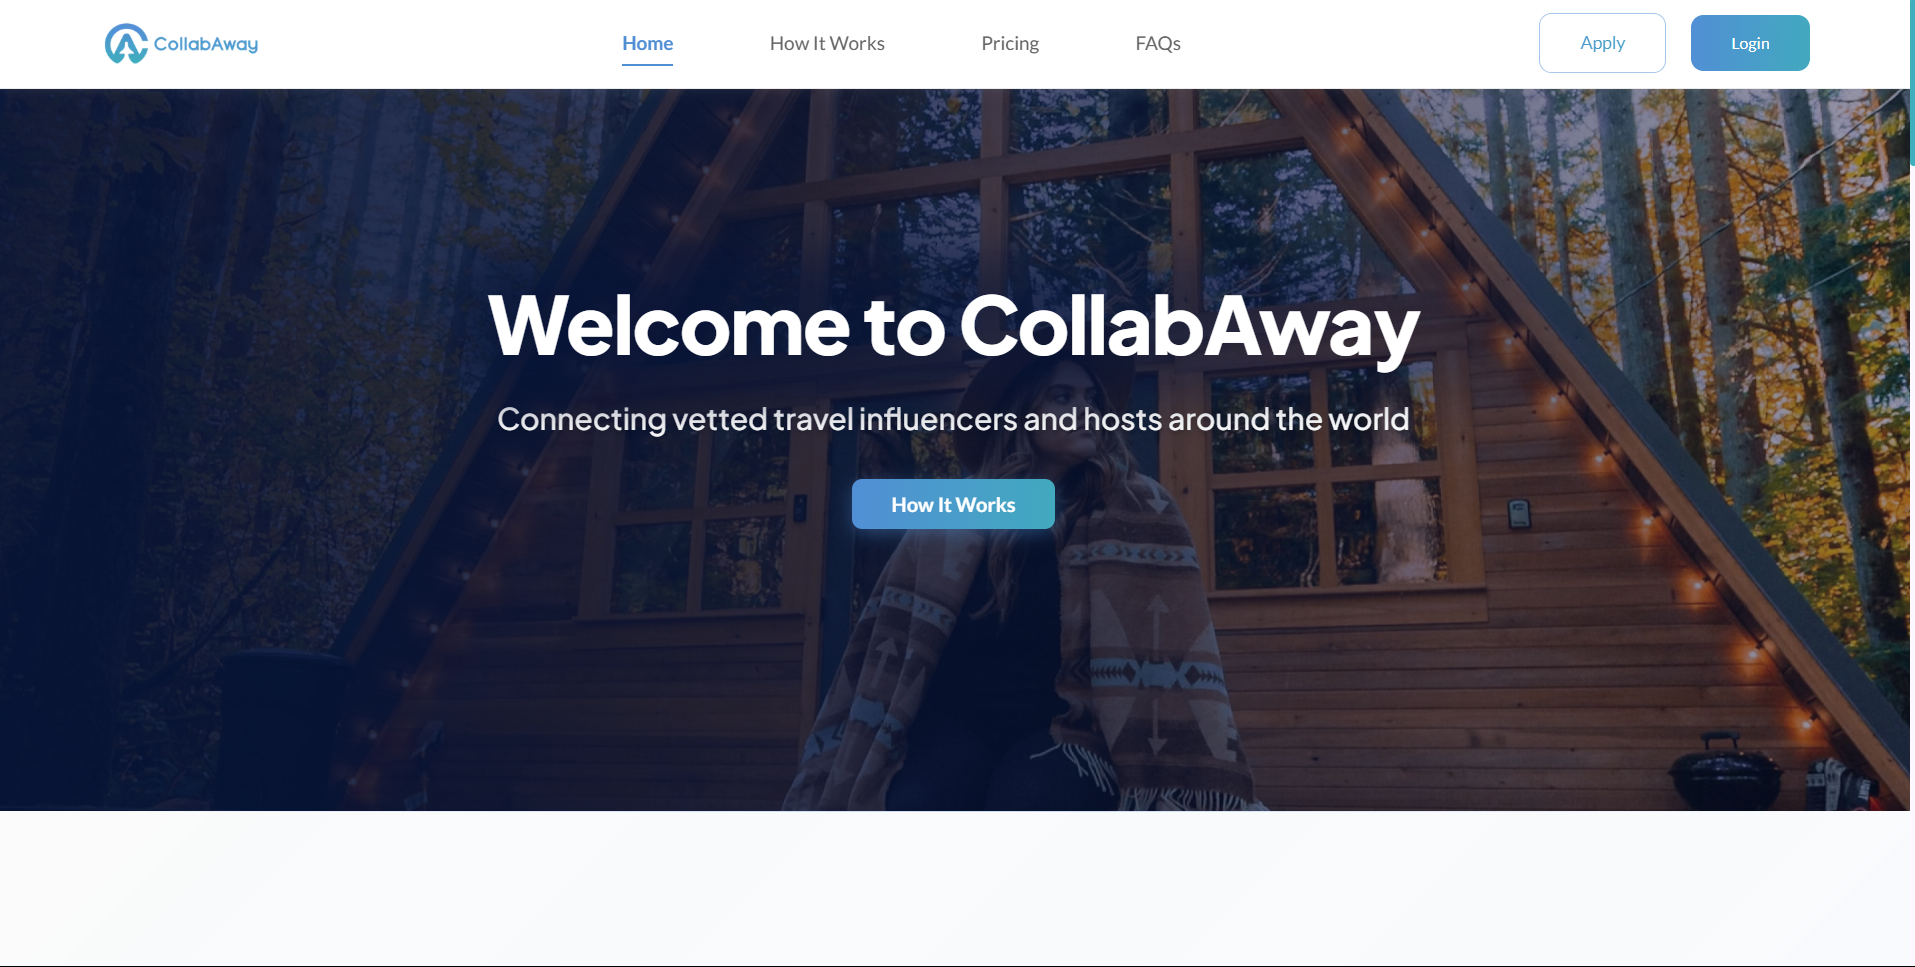 CollabAway
Home
How It Works
Pricing
FAQs
Apply
Login
Welcome to CollabAway
Connecting vetted travel influencers and hosts around the world
How It Works